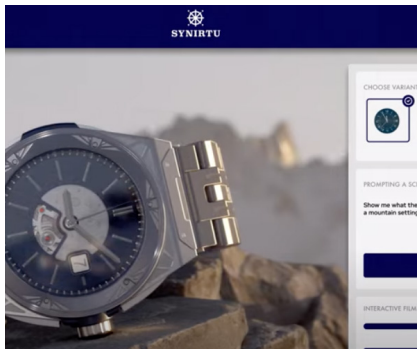 SYNIRTU
CHOOSE VARIANT
PROMPTING A SC
Show me what the
a mountain setting
INTERACTIVE FILM